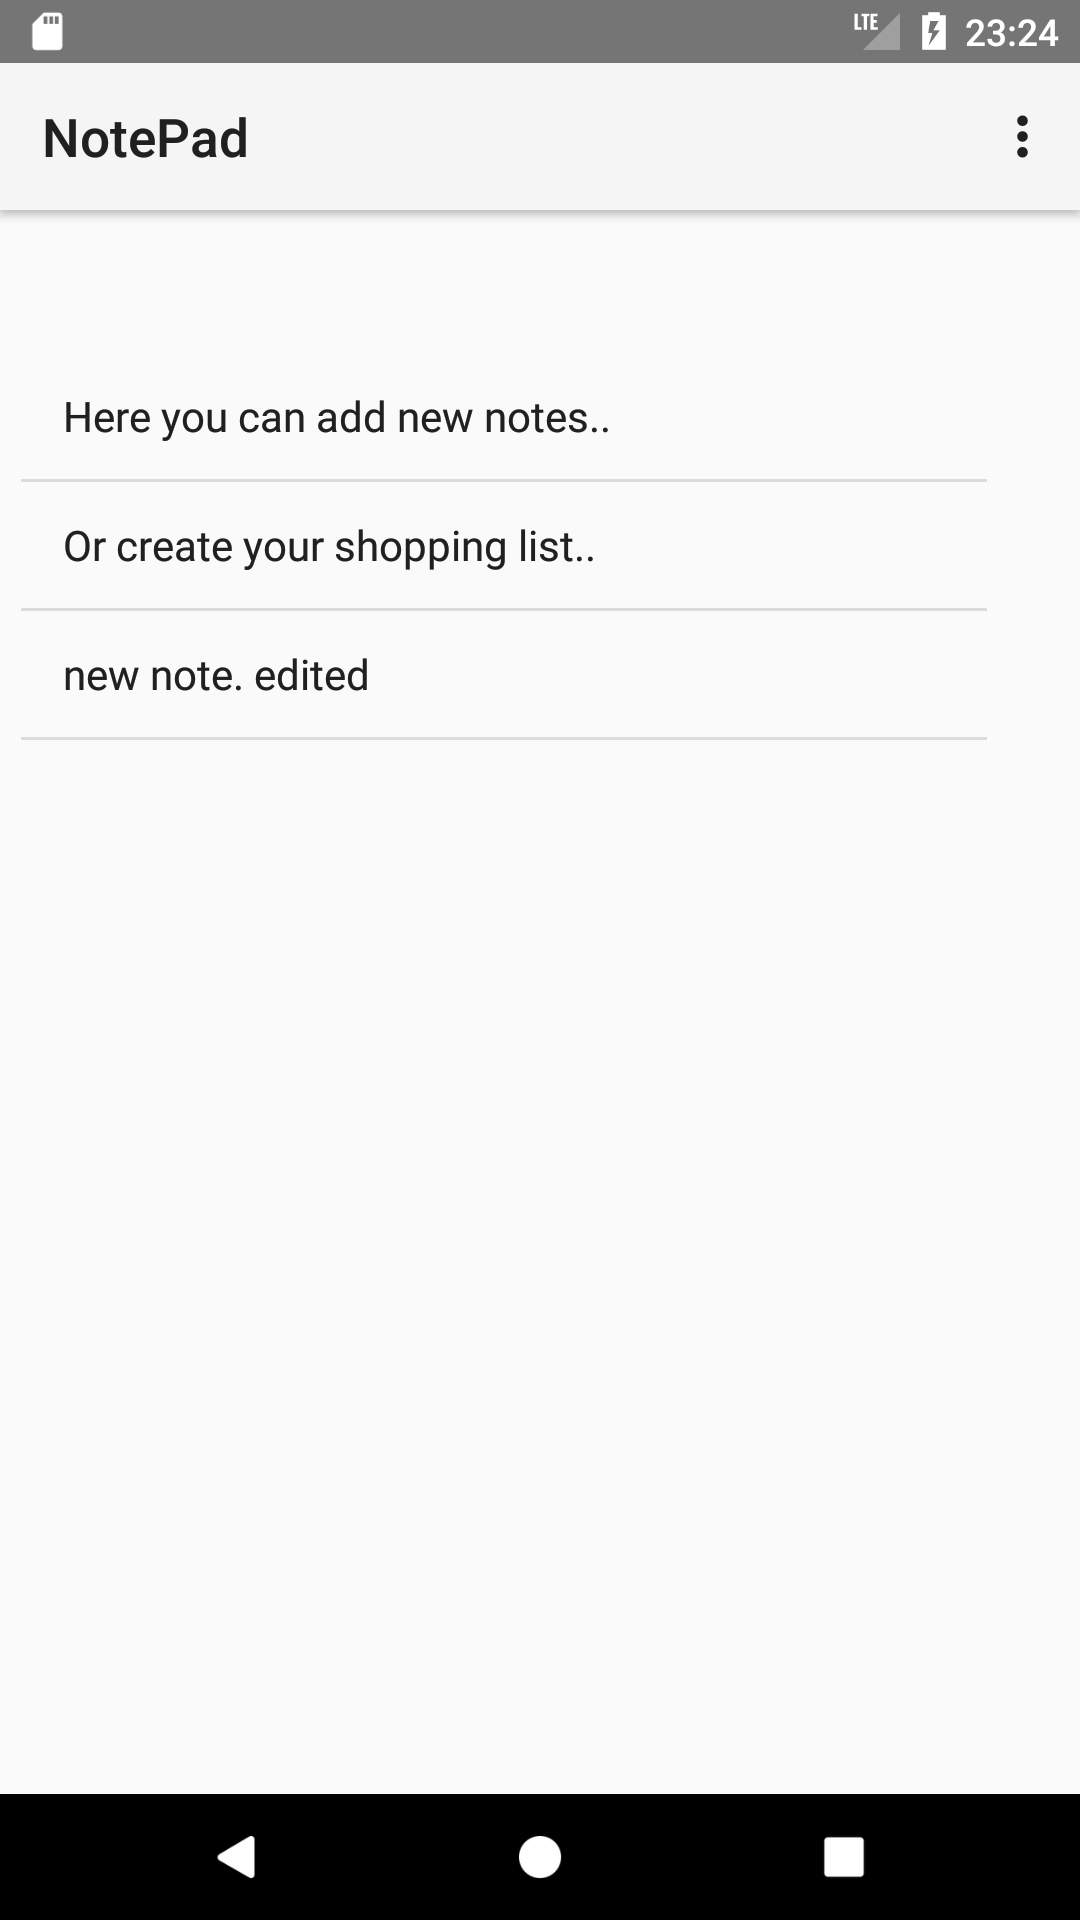 LTE 23:24
NotePad
Here you can add new notes..
Or create your shopping list..
new note. edited